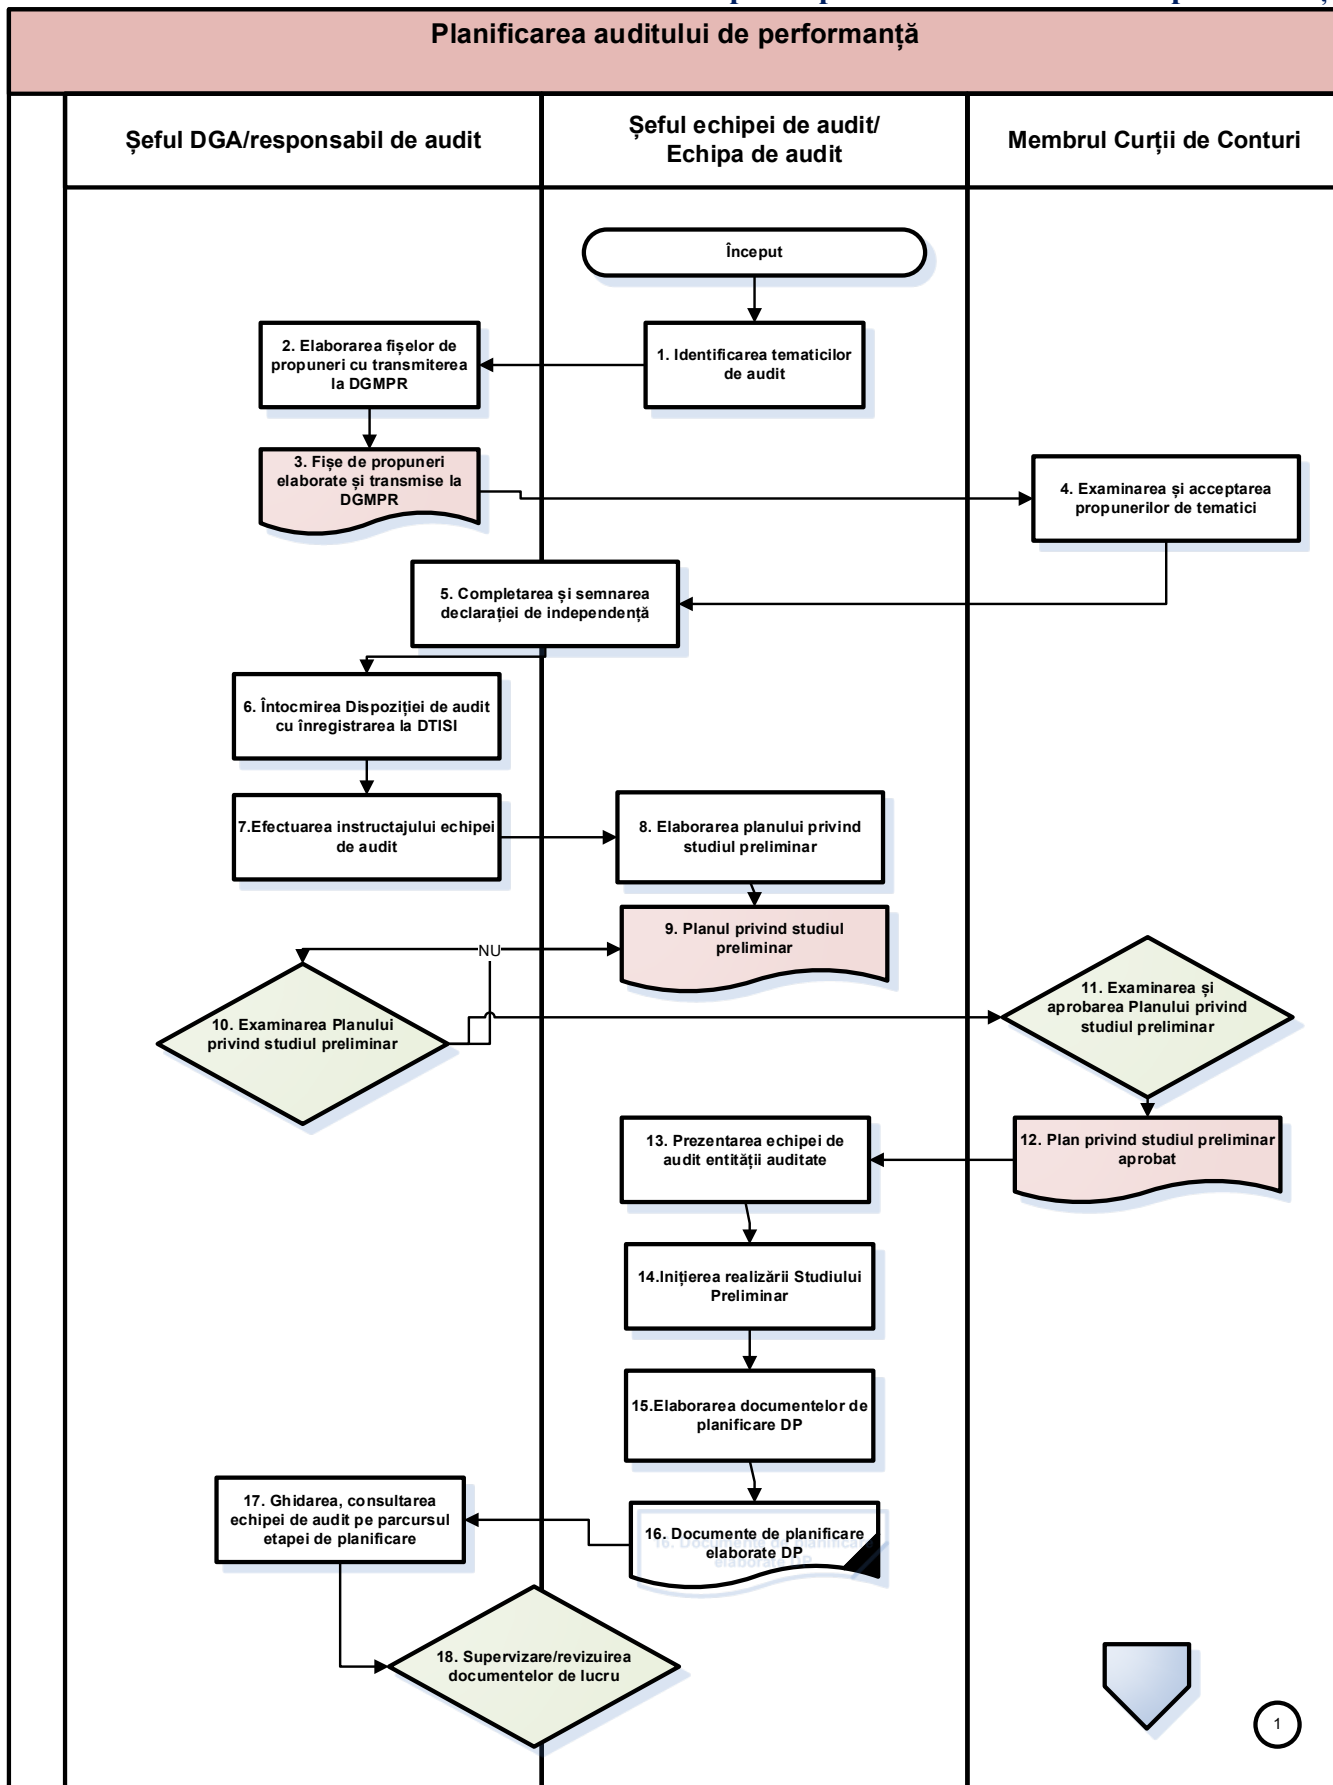 Planificarea auditului de performanță
Șeful DGA/responsabil de audit
Șeful echipei de audit/
Echipa de audit
Membrul Curții de Conturi
Început
1. Identificarea tematicilor
de audit
2. Elaborarea fișelor de
propuneri cu transmiterea
la DGMPR
3. Fișe de propuneri
elaborate și transmise la
DGMPR
4. Examinarea și acceptarea
propunerilor de tematici
5. Completarea și semnarea
declarației de independență
6. Întocmirea Dispoziției de audit
cu înregistrarea la DTISI
7.Efectuarea instructajului echipei
de audit
8. Elaborarea planului privind
studiul preliminar
9. Planul privind studiul
preliminar
NU
10. Examinarea Planului
privind studiul preliminar
11. Examinarea și
aprobarea Planului privind
studiul preliminar
12. Plan privind studiul preliminar
aprobat
13. Prezentarea echipei de
audit entității auditate
14.Inițierea realizării Studiului
Preliminar
15.Elaborarea documentelor de
planificare DP
16. Documente de planificare
elaborate DP
17. Ghidarea, consultarea
echipei de audit pe parcursul
etapei de planificare
18. Supervizare/revizuirea
documentelor de lucru
1